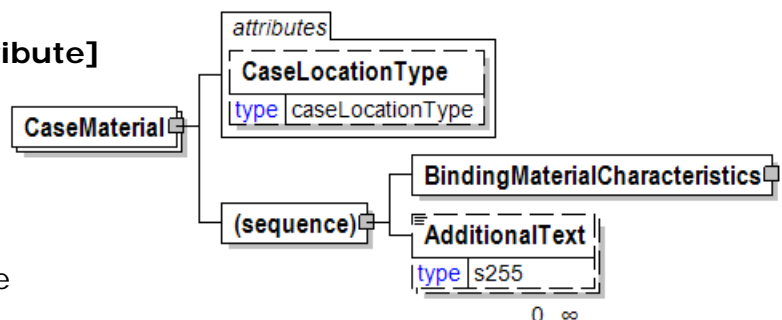 attributes
ibute]
CaseLocationType
type caseLocationType
CaseMaterial
BindingMaterialCharacteristics
(sequence)
AdditionalText
type s255
e
0 ∞